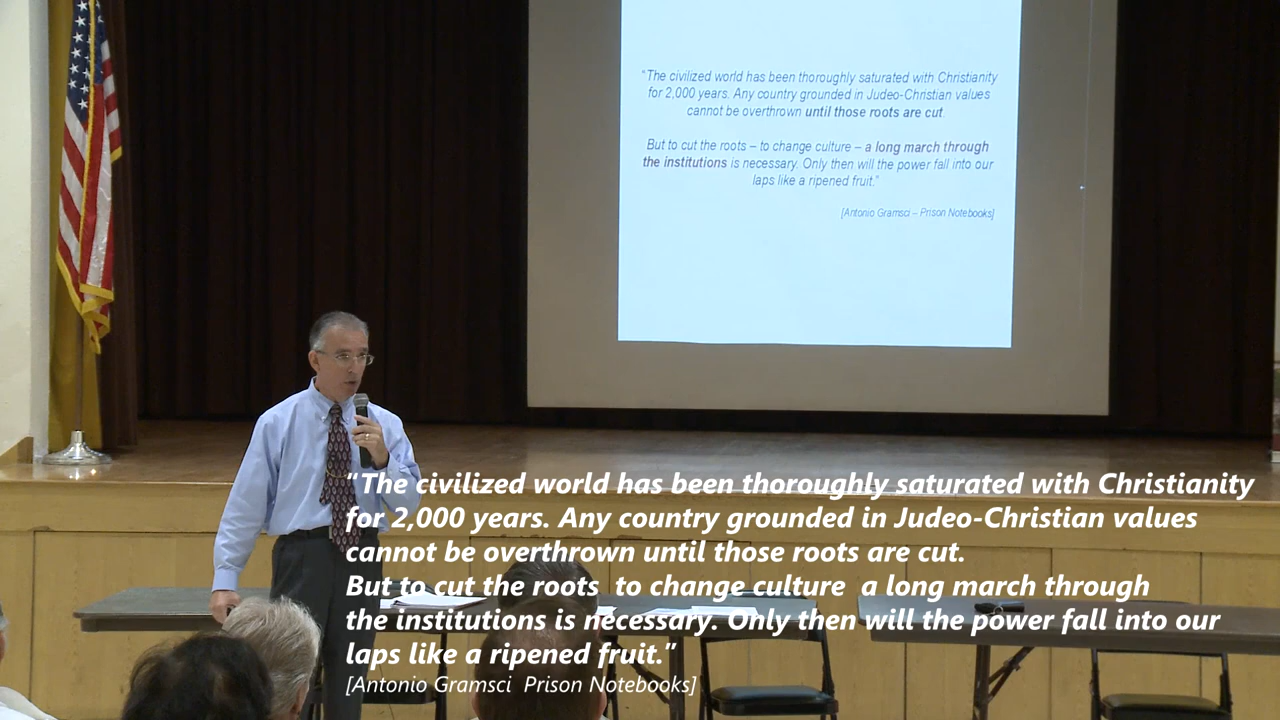 “The civilized world has been thoroughly saturated with Christianity
for 2,000 years. Any country grounded in Judeo-Christian values
cannot be overthrown until those roots are cut.
But to cut the roots – to change culture – a long march through
the institutions is necessary. Only then will the power fall into our
laps like a ripened fruit.”
[Antonio Gramsci – Prison Notebooks]
“The civilized world has been thoroughly saturated with Christianity
for 2,000 years. Any country grounded in Judeo-Christian values
cannot be overthrown until those roots are cut.
But to cut the roots  to change culture  a long march through
the institutions is necessary. Only then will the power fall into our
laps like a ripened fruit.”
[Antonio Gramsci  Prison Notebooks]